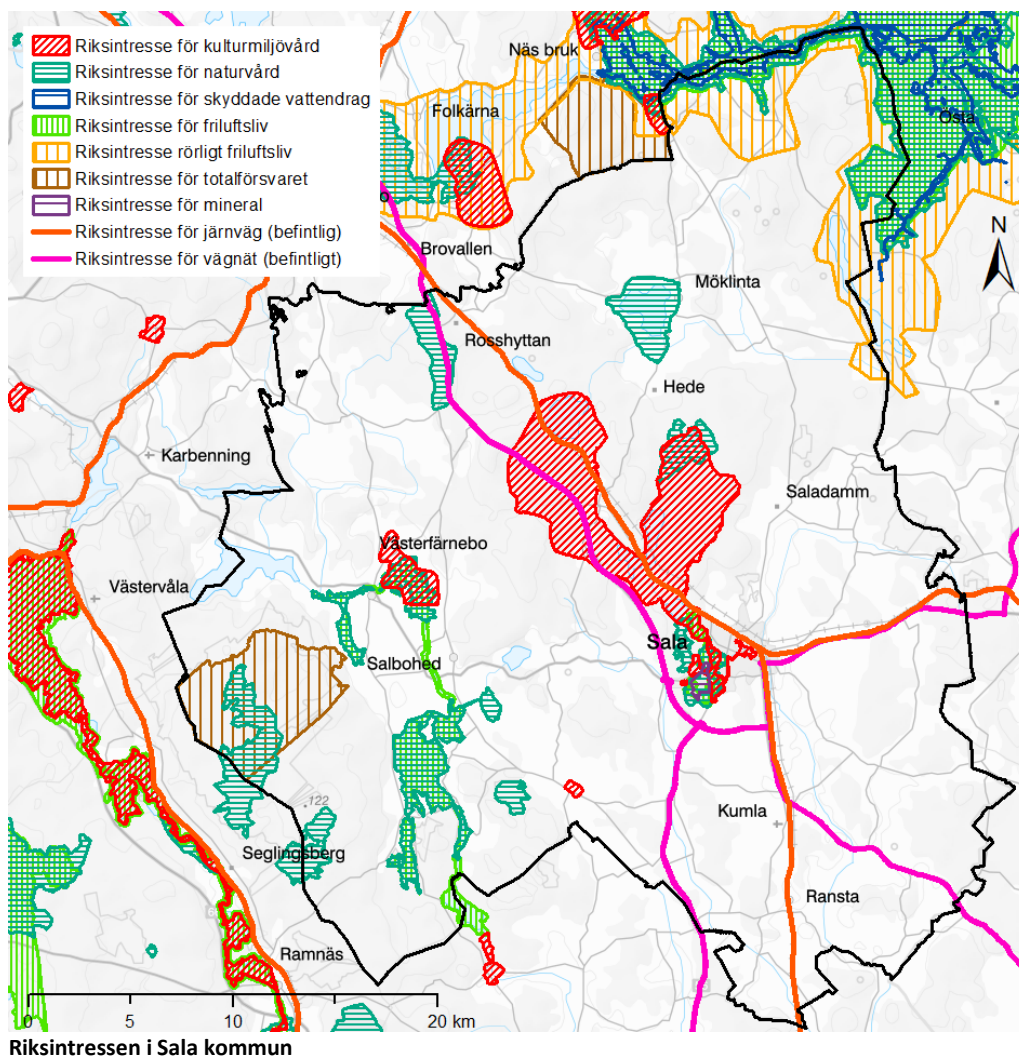 Riksintresse för kulturmiljövård
Riksintresse för naturvård
Riksintresse för skyddade vattendrag
Riksintresse för friluftsliv
Riksintresse rörligt friluftsliv
Riksintresse för totalförsvaret
Riksintresse för mineral
Riksintresse för järnväg (befintlig)
Riksintresse för vägnät (befintligt)
Näs bruk
Folkärna
Östa
N
Brovallen
Möklinta
Rosshyttan
Hede
Karbenning
Saladamm
Västerfärnebo
Västervåla
Sala
Salbohed
122
Kumla
Seglingsberg
Ransta
Ramnäs
0 5 10 20 km
Riksintressen i Sala kommun